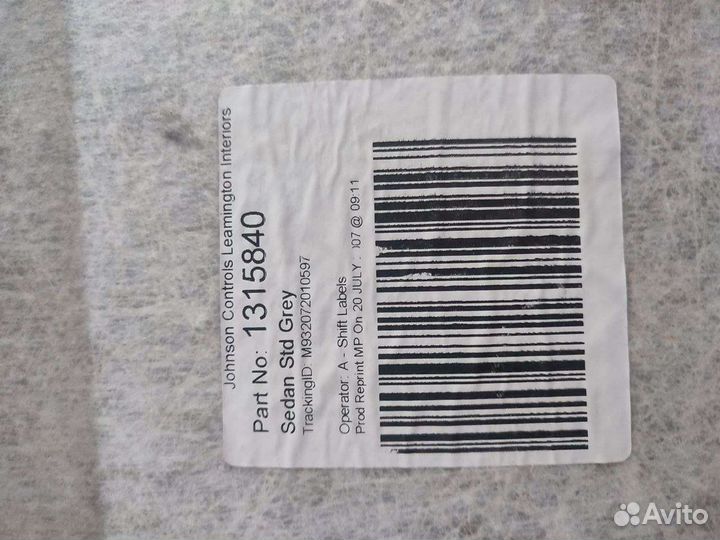 Johnson Controls Leamington Interiors
Part No: 1315840
Sedan Std Grey
TrackingID: M932072010597
Operator: A - Shift Labels
Prod Reprint MP On 20 JULY 007 @ 09:11
Avito